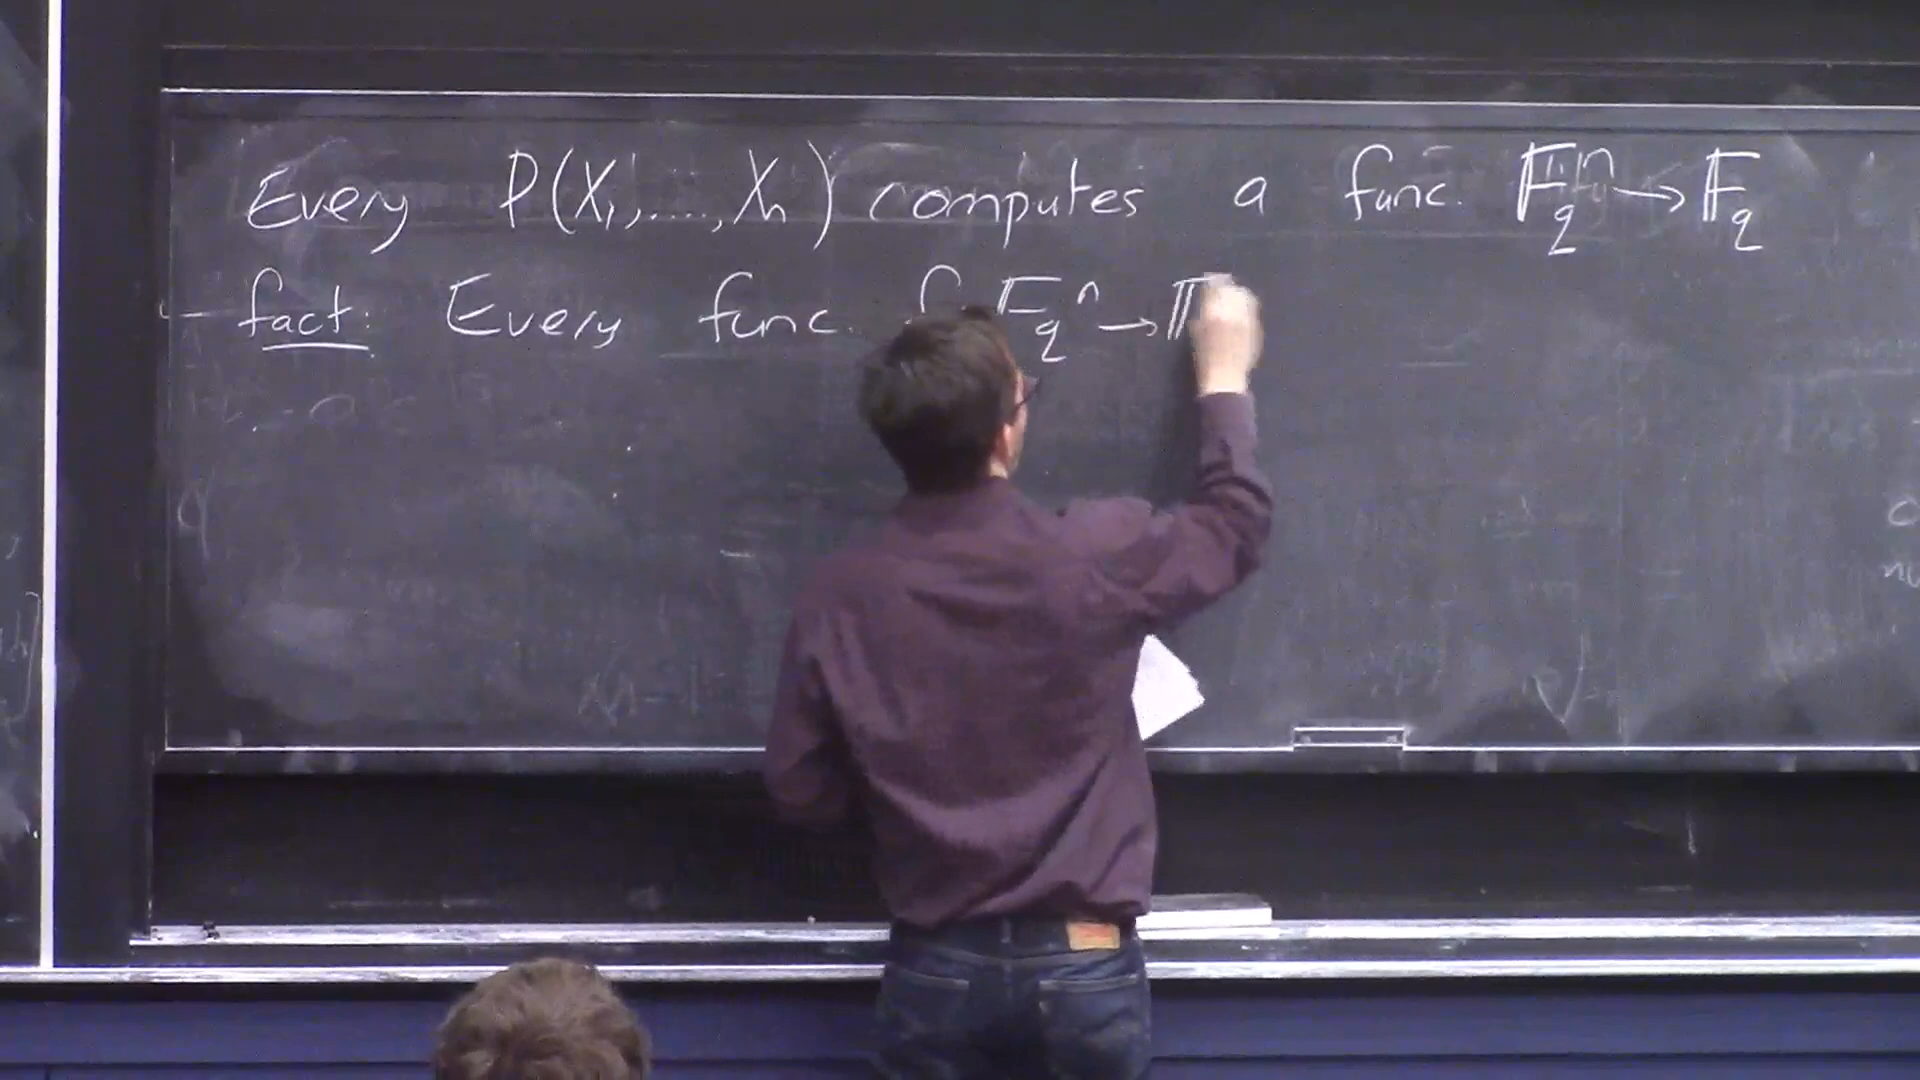 Every P(X₁,...,Xₙ) computes a func. 𝔽_q^n → 𝔽_q
fact: Every func. f: 𝔽_q^n → 𝔽